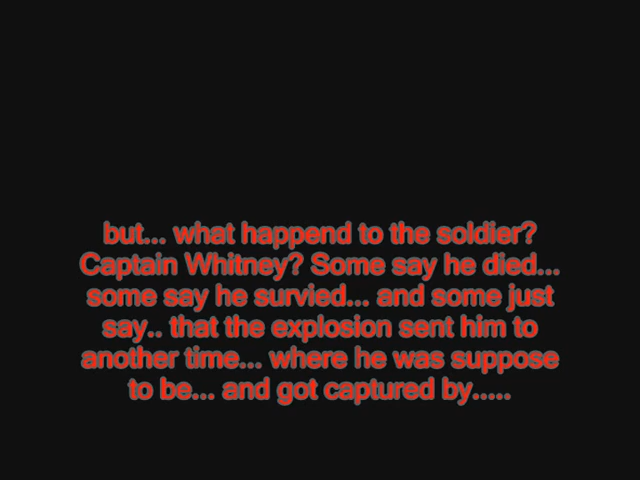 but... what happend to the soldier?
Captain Whitney? Some say he died...
some say he survied... and some just
say.. that the explosion sent him to
another time... where he was suppose
to be... and got captured by.....